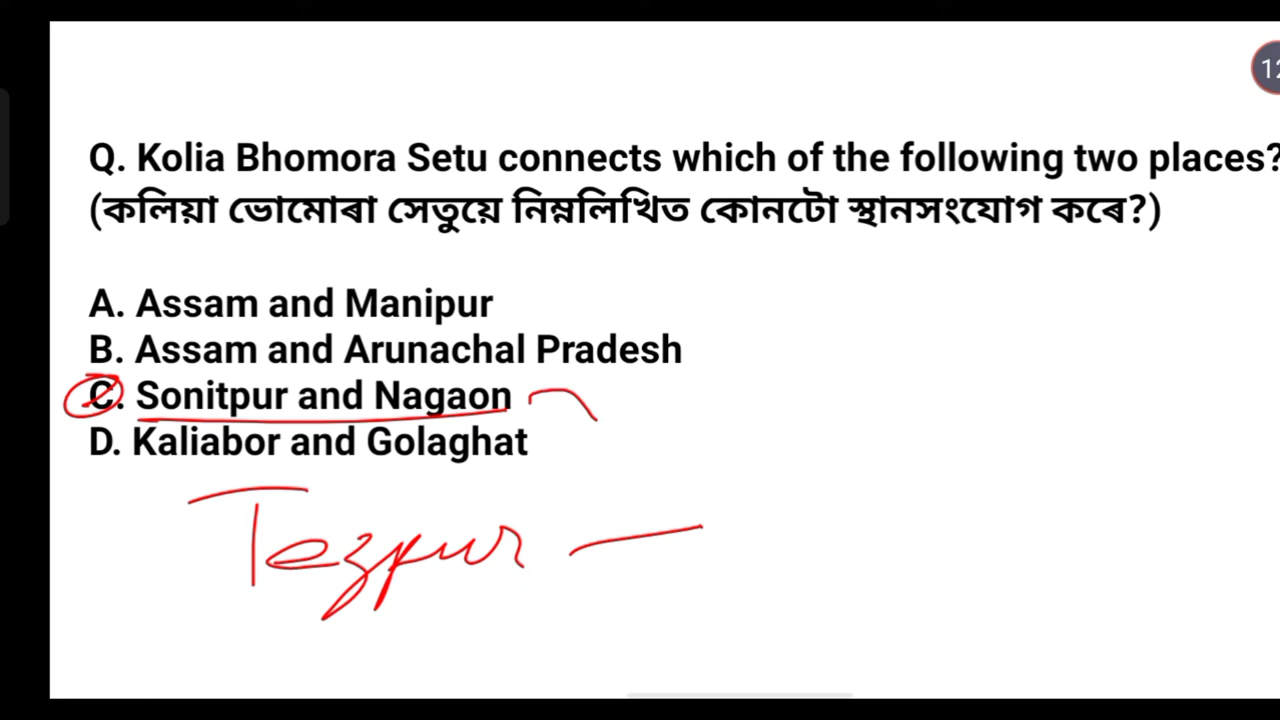 12
Q. Kolia Bhomora Setu connects which of the following two places?
(কলিয়া ভোমোৰা সেতুয়ে নিম্নলিখিত কোনটো স্থানসংযোগ কৰে?)
A. Assam and Manipur
B. Assam and Arunachal Pradesh
C. Sonitpur and Nagaon
D. Kaliabor and Golaghat
Tezpur —